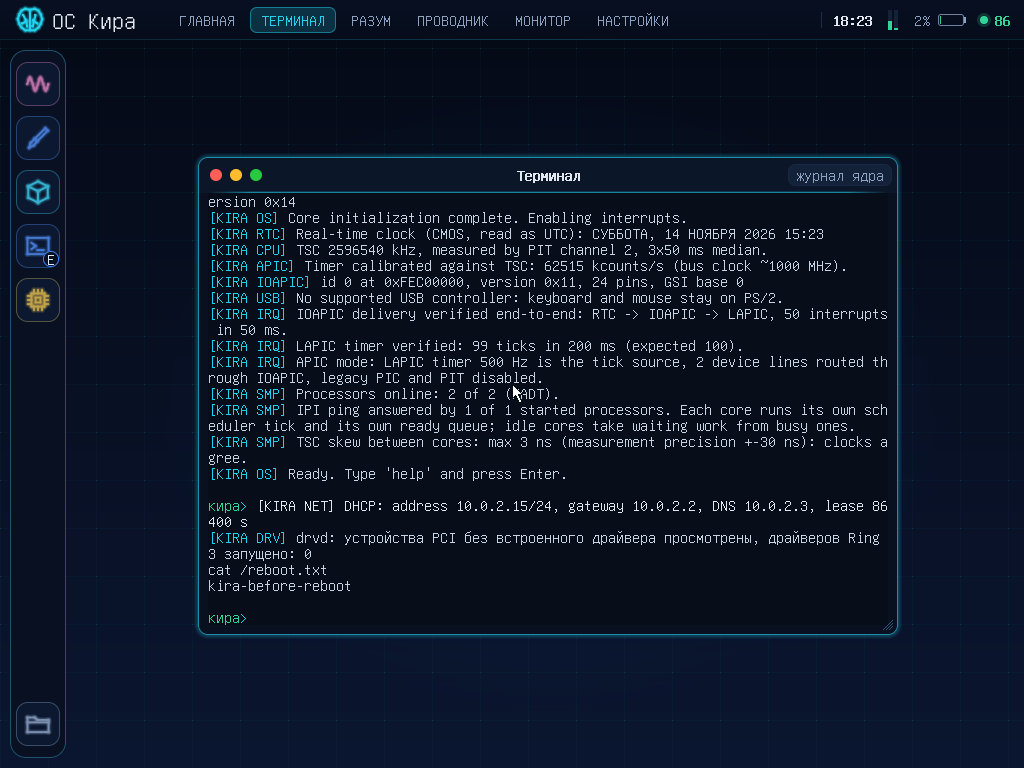 ОС Кира
ГЛАВНАЯ
ТЕРМИНАЛ
РАЗУМ
ПРОВОДНИК
МОНИТОР
НАСТРОЙКИ
18:23
2%
86
E
Терминал
журнал ядра
ersion 0x14
[KIRA OS] Core initialization complete. Enabling interrupts.
[KIRA RTC] Real-time clock (CMOS, read as UTC): СУББОТА, 14 НОЯБРЯ 2026 15:23
[KIRA CPU] TSC 2596540 kHz, measured by PIT channel 2, 3x50 ms median.
[KIRA APIC] Timer calibrated against TSC: 62515 kcounts/s (bus clock ~1000 MHz).
[KIRA IOAPIC] id 0 at 0xFEC00000, version 0x11, 24 pins, GSI base 0
[KIRA USB] No supported USB controller: keyboard and mouse stay on PS/2.
[KIRA IRQ] IOAPIC delivery verified end-to-end: RTC -> IOAPIC -> LAPIC, 50 interrupts
in 50 ms.
[KIRA IRQ] LAPIC timer verified: 99 ticks in 200 ms (expected 100).
[KIRA IRQ] APIC mode: LAPIC timer 500 Hz is the tick source, 2 device lines routed th
rough IOAPIC, legacy PIC and PIT disabled.
[KIRA SMP] Processors online: 2 of 2 (MADT).
[KIRA SMP] IPI ping answered by 1 of 1 started processors. Each core runs its own sch
eduler tick and its own ready queue; idle cores take waiting work from busy ones.
[KIRA SMP] TSC skew between cores: max 3 ns (measurement precision +-30 ns): clocks a
gree.
[KIRA OS] Ready. Type 'help' and press Enter.
кира> [KIRA NET] DHCP: address 10.0.2.15/24, gateway 10.0.2.2, DNS 10.0.2.3, lease 86
400 s
[KIRA DRV] drvd: устройства PCI без встроенного драйвера просмотрены, драйверов Ring
3 запущено: 0
cat /reboot.txt
kira-before-reboot
кира>